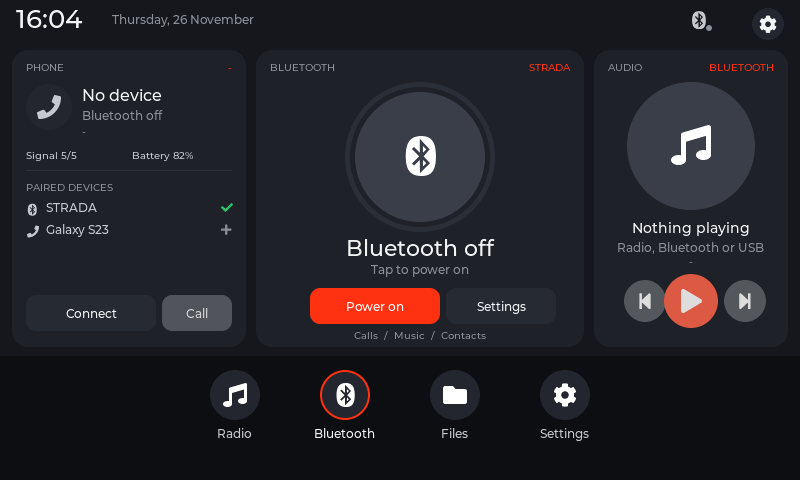 16:04
Thursday, 26 November
PHONE
-
No device
Bluetooth off
-
Signal 5/5
Battery 82%
PAIRED DEVICES
STRADA
Galaxy S23
Connect
Call
BLUETOOTH
STRADA
Bluetooth off
Tap to power on
Power on
Settings
Calls / Music / Contacts
AUDIO
BLUETOOTH
Nothing playing
Radio, Bluetooth or USB
-
Radio
Bluetooth
Files
Settings